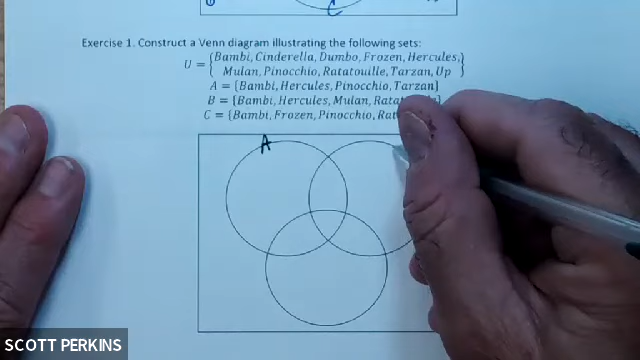 C
Exercise 1. Construct a Venn diagram illustrating the following sets:
U = {Bambi, Cinderella, Dumbo, Frozen, Hercules,
Mulan, Pinocchio, Ratatouille, Tarzan, Up}
A = {Bambi, Hercules, Pinocchio, Tarzan}
B = {Bambi, Hercules, Mulan,
C = {Bambi, Frozen, Pinocchio,
A
SCOTT PERKINS